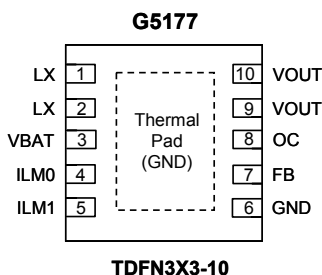 G5177
LX 1 10 VOUT
LX 2 9 VOUT
VBAT 3 8 OC
ILM0 4 7 FB
ILM1 5 6 GND
Thermal
Pad
(GND)
TDFN3X3-10